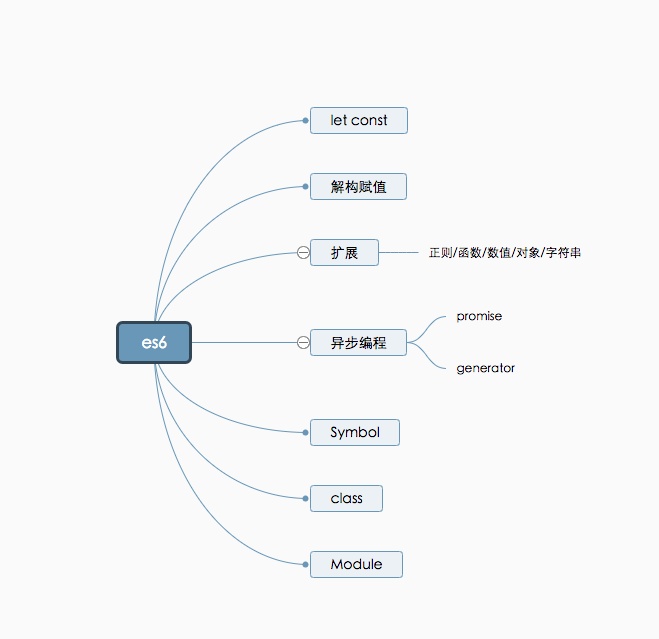 let const
解构赋值
扩展
正则/函数/数值/对象/字符串
es6
异步编程
promise
generator
Symbol
class
Module